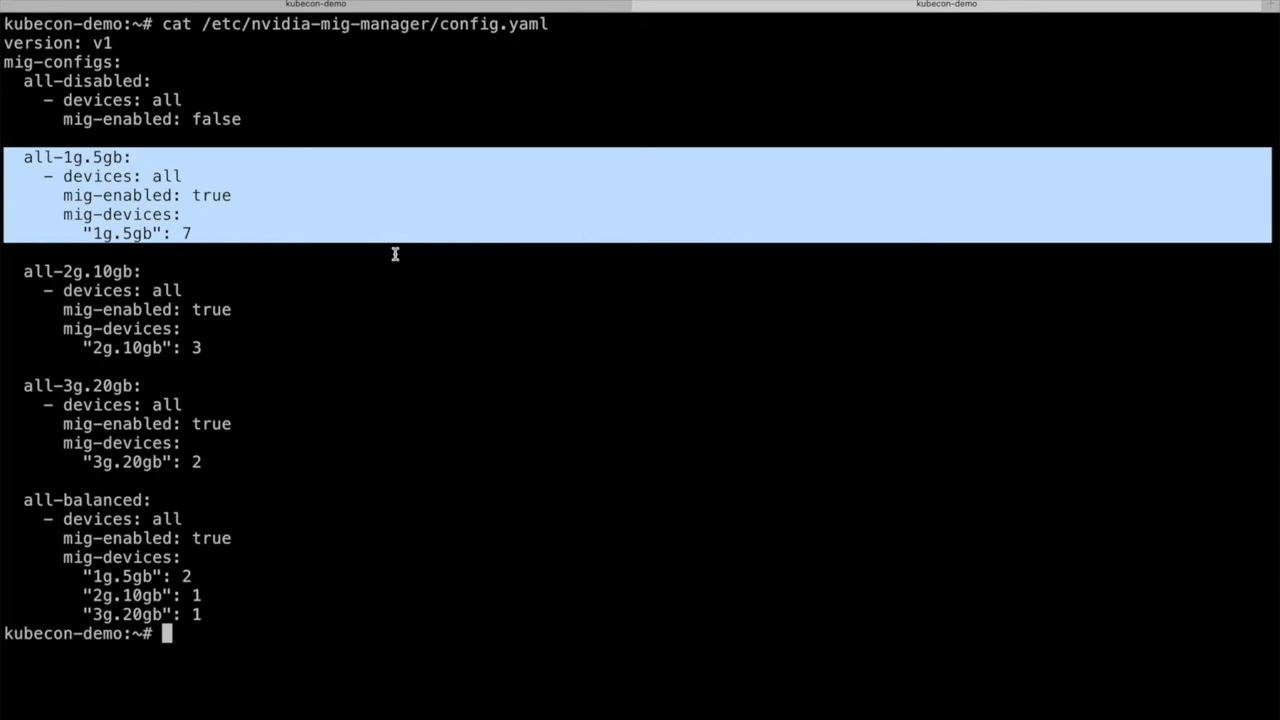 kubecon-demo
kubecon-demo
kubecon-demo:~# cat /etc/nvidia-mig-manager/config.yaml
version: v1
mig-configs:
  all-disabled:
    - devices: all
      mig-enabled: false

  all-1g.5gb:
    - devices: all
      mig-enabled: true
      mig-devices:
        "1g.5gb": 7

  all-2g.10gb:
    - devices: all
      mig-enabled: true
      mig-devices:
        "2g.10gb": 3

  all-3g.20gb:
    - devices: all
      mig-enabled: true
      mig-devices:
        "3g.20gb": 2

  all-balanced:
    - devices: all
      mig-enabled: true
      mig-devices:
        "1g.5gb": 2
        "2g.10gb": 1
        "3g.20gb": 1
kubecon-demo:~#